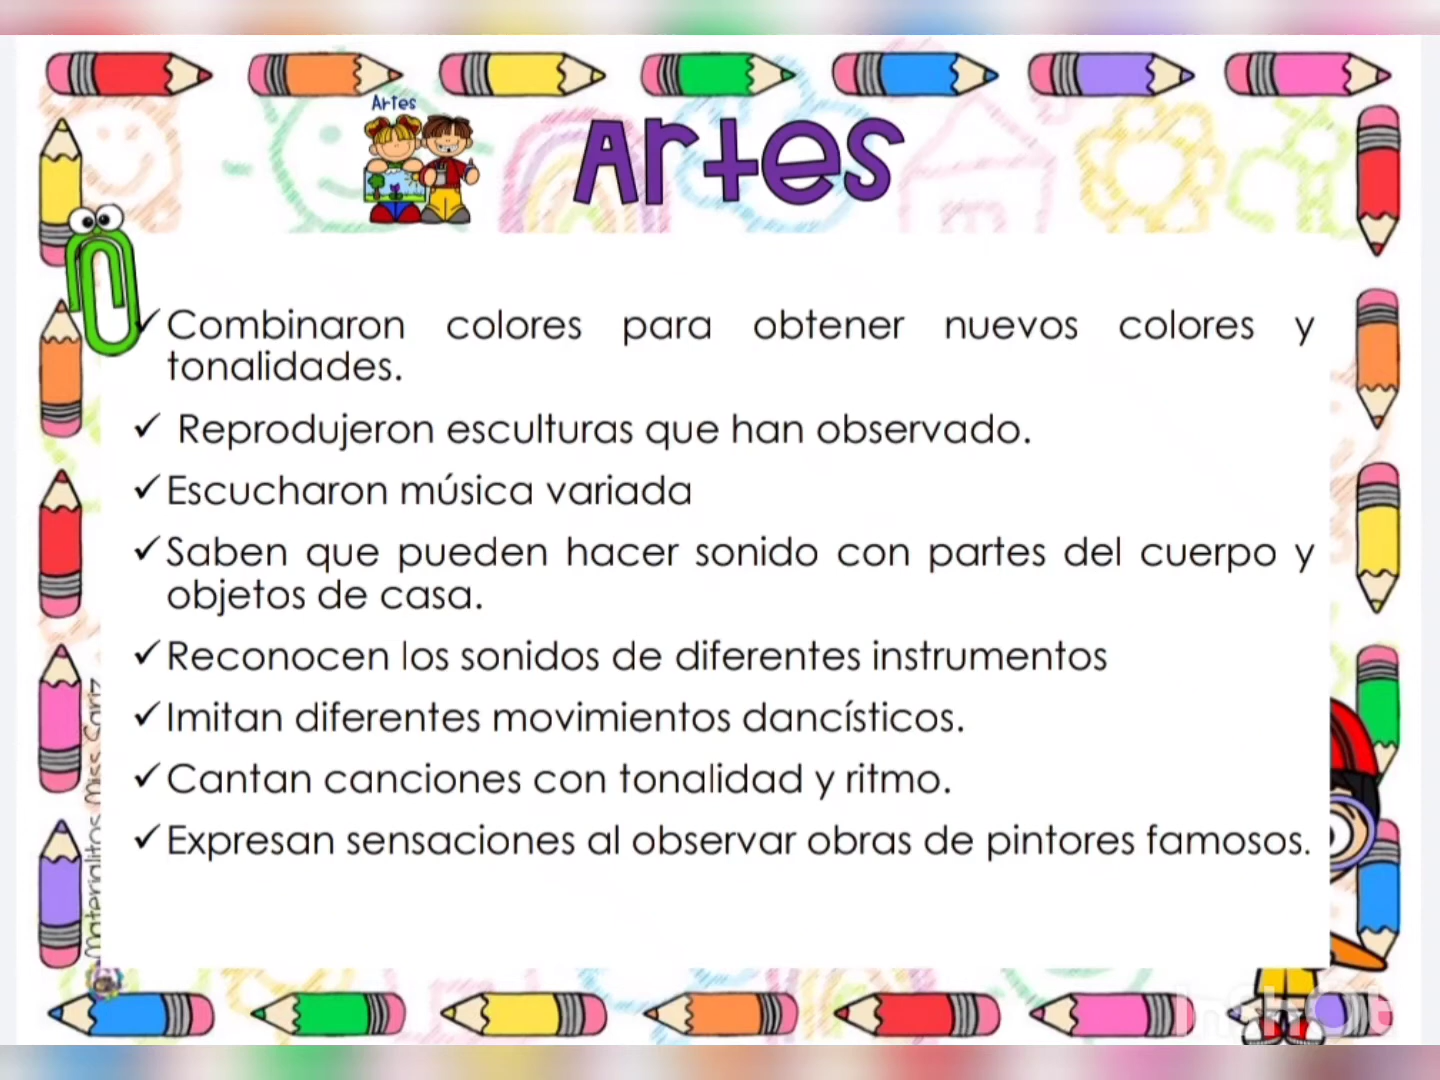 Artes
Artes
✓Combinaron colores para obtener nuevos colores y
tonalidades.
✓ Reprodujeron esculturas que han observado.
✓Escucharon música variada
✓Saben que pueden hacer sonido con partes del cuerpo y
objetos de casa.
✓Reconocen los sonidos de diferentes instrumentos
✓Imitan diferentes movimientos dancísticos.
✓Cantan canciones con tonalidad y ritmo.
✓Expresan sensaciones al observar obras de pintores famosos.
Materialitos Miss Cariz
InShOt